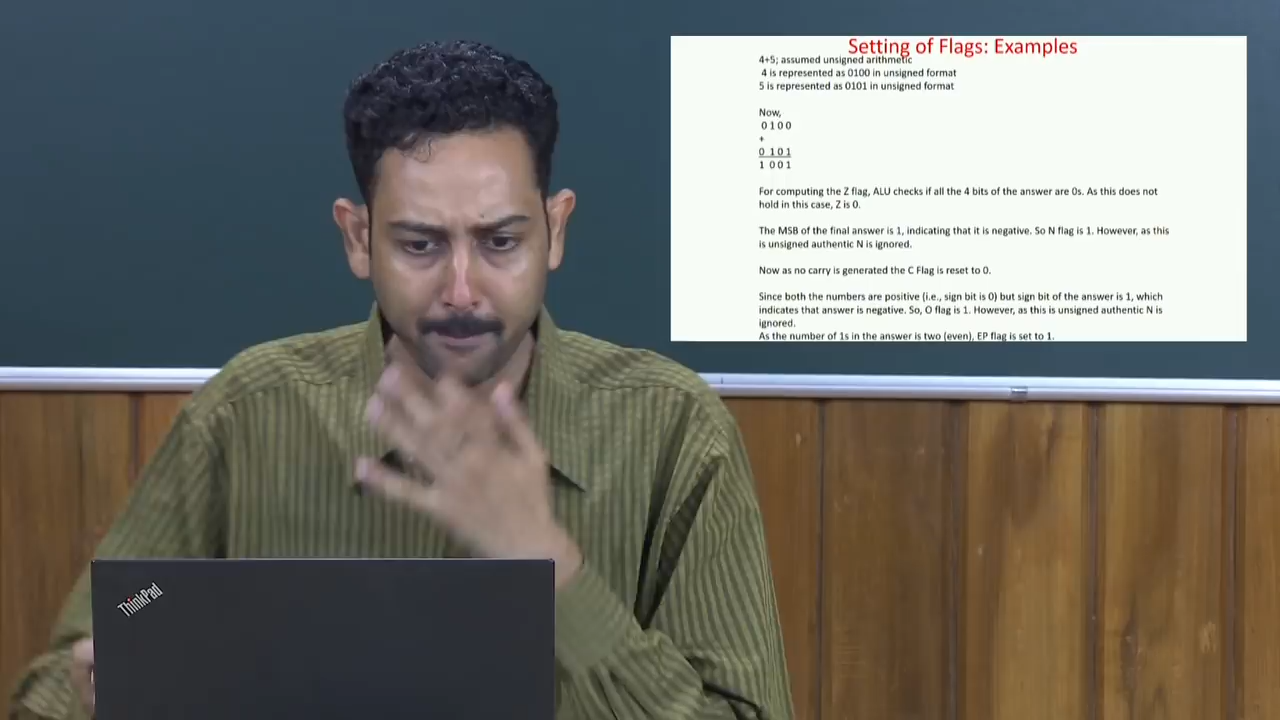 Setting of Flags: Examples
4+5; assumed unsigned arithmetic
4 is represented as 0100 in unsigned format
5 is represented as 0101 in unsigned format
Now,
0 1 0 0
+
0 1 0 1
1 0 0 1
For computing the Z flag, ALU checks if all the 4 bits of the answer are 0s. As this does not
hold in this case, Z is 0.
The MSB of the final answer is 1, indicating that it is negative. So N flag is 1. However, as this
is unsigned authentic N is ignored.
Now as no carry is generated the C Flag is reset to 0.
Since both the numbers are positive (i.e., sign bit is 0) but sign bit of the answer is 1, which
indicates that answer is negative. So, O flag is 1. However, as this is unsigned authentic N is
ignored.
As the number of 1s in the answer is two (even), EP flag is set to 1.
ThinkPad